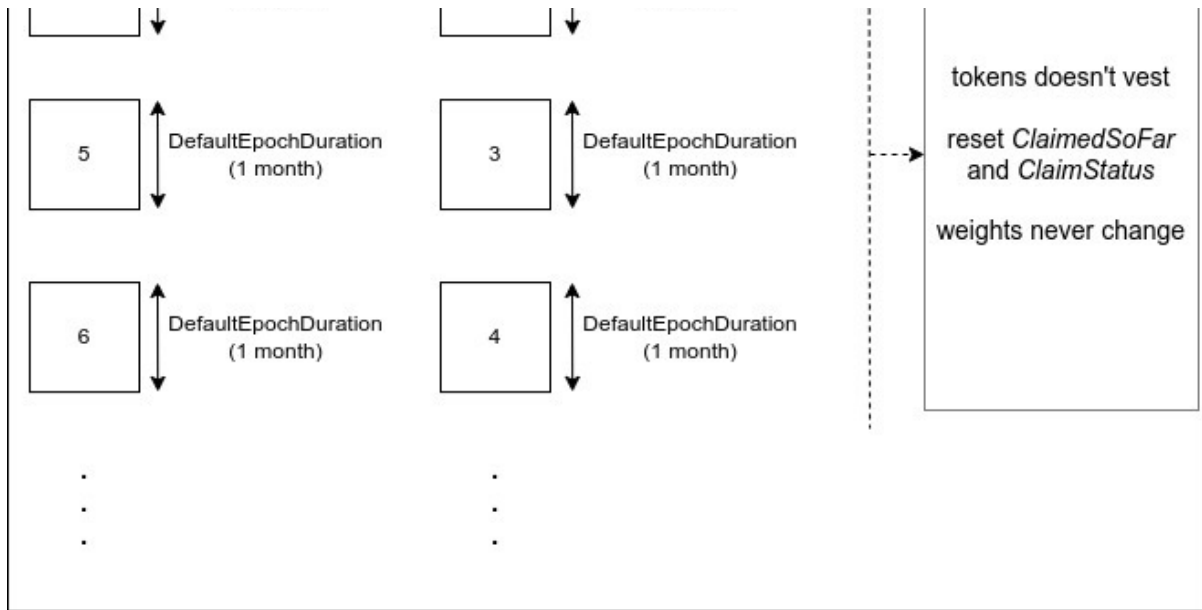 5
DefaultEpochDuration
(1 month)
3
DefaultEpochDuration
(1 month)
tokens doesn't vest
reset ClaimedSoFar
and ClaimStatus
weights never change
6
DefaultEpochDuration
(1 month)
4
DefaultEpochDuration
(1 month)